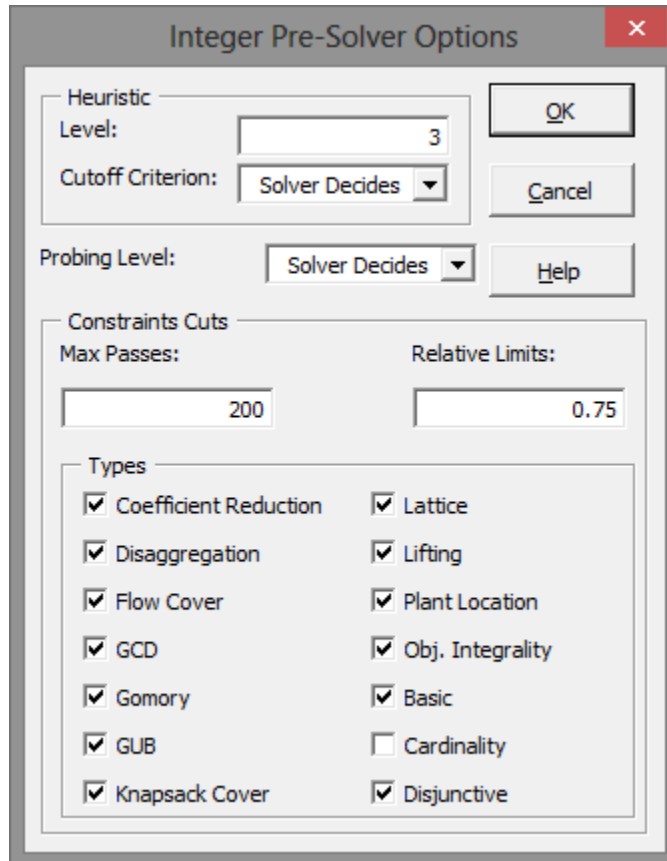 Integer Pre-Solver Options
Heuristic
Level:
3
OK
Cutoff Criterion:
Solver Decides
Cancel
Probing Level:
Solver Decides
Help
Constraints Cuts
Max Passes:
Relative Limits:
200
0.75
Types
Coefficient Reduction
Lattice
Disaggregation
Lifting
Flow Cover
Plant Location
GCD
Obj. Integrality
Gomory
Basic
GUB
Cardinality
Knapsack Cover
Disjunctive